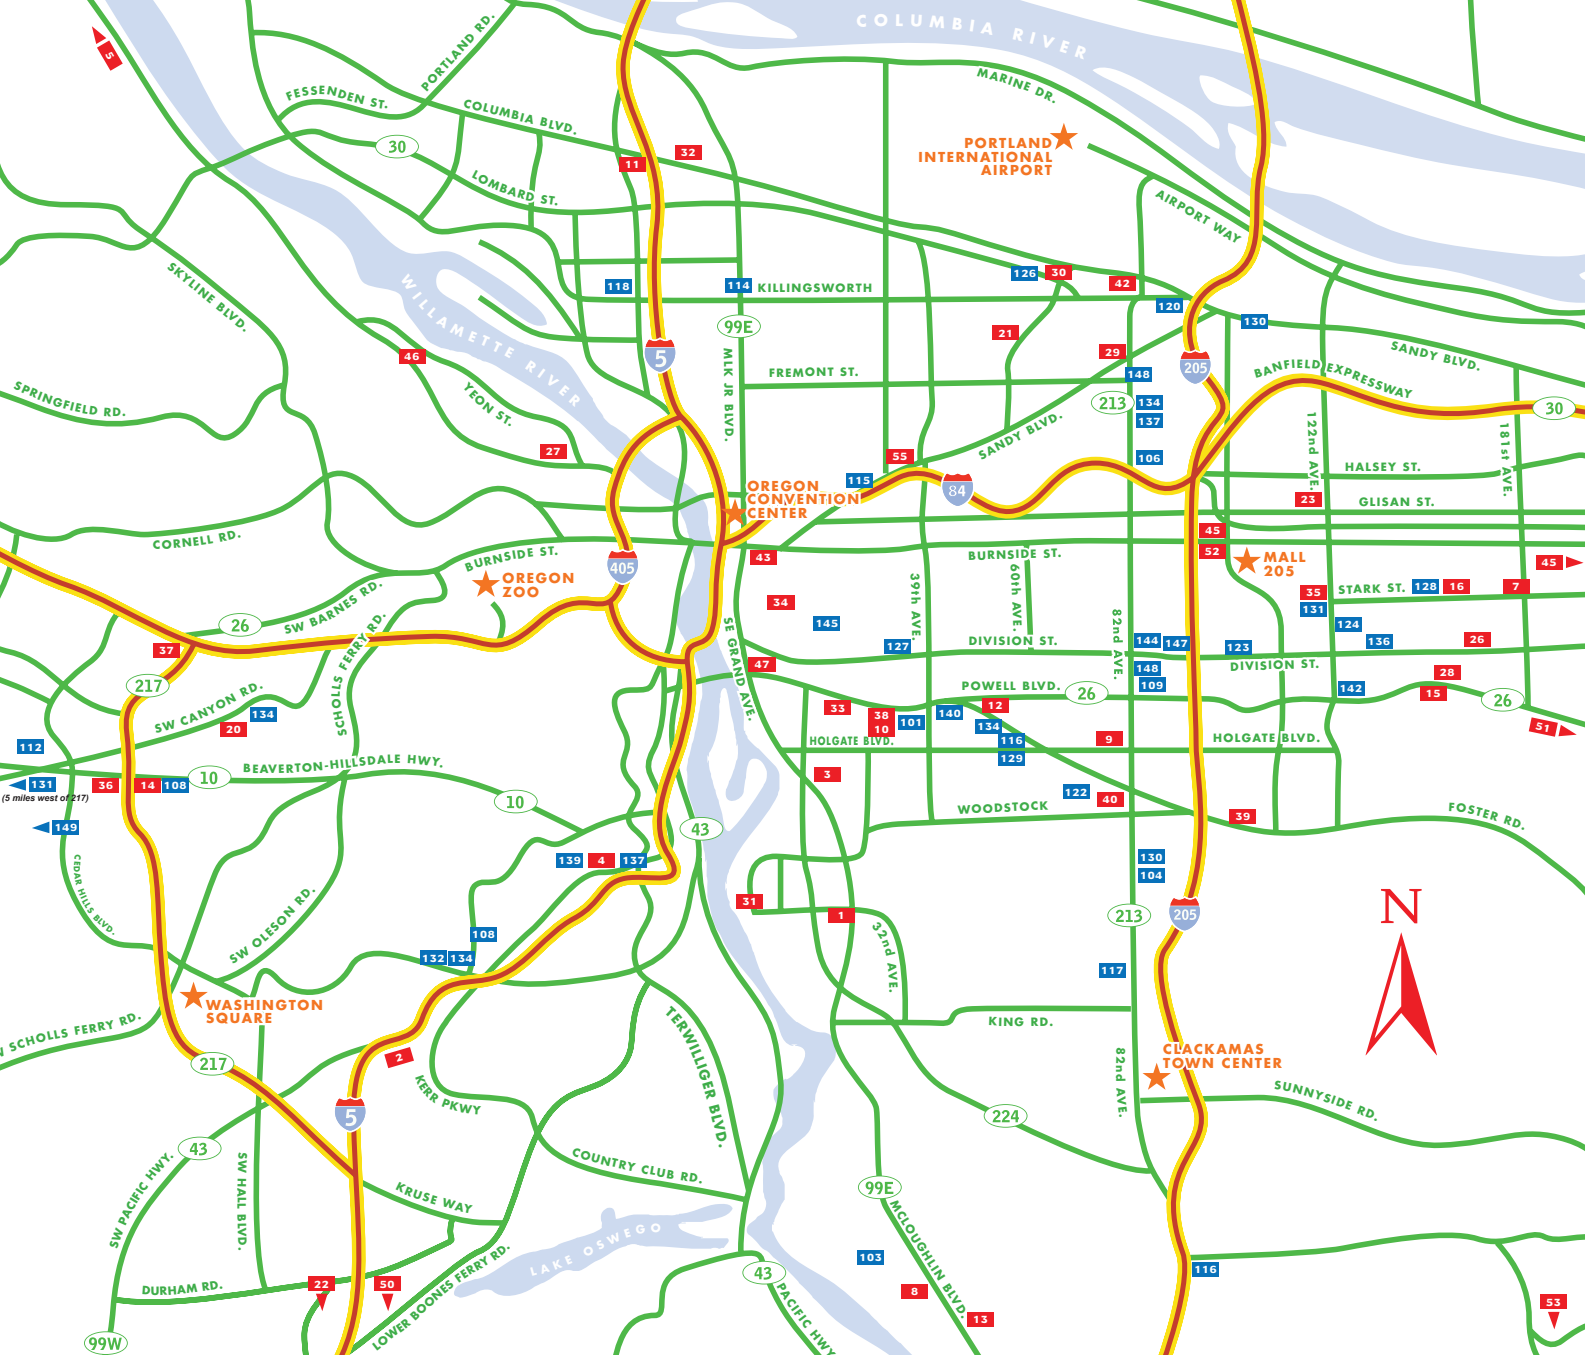 COLUMBIA RIVER
PORTLAND RD.
5
FESSENDEN ST.
COLUMBIA BLVD.
MARINE DR.
30
32
11
PORTLAND
INTERNATIONAL
AIRPORT
LOMBARD ST.
AIRPORT WAY
SKYLINE BLVD.
WILLAMETTE RIVER
118
114
KILLINGSWORTH
126
30
42
120
130
99E
21
5
46
MLK JR BLVD.
FREMONT ST.
29
148
205
SANDY BLVD.
BANFIELD EXPRESSWAY
SPRINGFIELD RD.
YEON ST.
213
134
137
30
SANDY BLVD.
122nd AVE.
181st AVE.
27
55
106
HALSEY ST.
115
84
OREGON
CONVENTION
CENTER
23
GLISAN ST.
CORNELL RD.
BURNSIDE ST.
43
BURNSIDE ST.
45
52
MALL
205
45
405
OREGON
ZOO
39th AVE.
60th AVE.
35
STARK ST.
128
16
7
131
SW BARNES RD.
26
34
145
124
SE GRAND AVE.
82nd AVE.
127
DIVISION ST.
144
147
123
136
26
DIVISION ST.
37
SCHOLLS FERRY RD.
47
148
28
217
POWELL BLVD.
26
109
142
15
26
SW CANYON RD.
134
20
33
38
10
101
140
12
134
51
112
HOLGATE BLVD.
116
9
HOLGATE BLVD.
129
BEAVERTON-HILLSDALE HWY.
10
131
(5 miles west of 217)
36
14
108
3
10
122
40
WOODSTOCK
39
FOSTER RD.
149
43
CEDAR HILLS BLVD.
139
4
137
130
104
SW OLESON RD.
31
1
213
205
N
108
32nd AVE.
132
134
117
WASHINGTON
SQUARE
SW SCHOLLS FERRY RD.
TERWILLIGER BLVD.
KING RD.
217
2
82nd AVE.
CLACKAMAS
TOWN CENTER
KERR PKWY
5
224
SUNNYSIDE RD.
43
SW PACIFIC HWY.
SW HALL BLVD.
COUNTRY CLUB RD.
KRUSE WAY
99E
MCLOUGHLIN BLVD.
LAKE OSWEGO
103
116
DURHAM RD.
22
50
LOWER BOONES FERRY RD.
43
PACIFIC HWY
8
13
53
99W